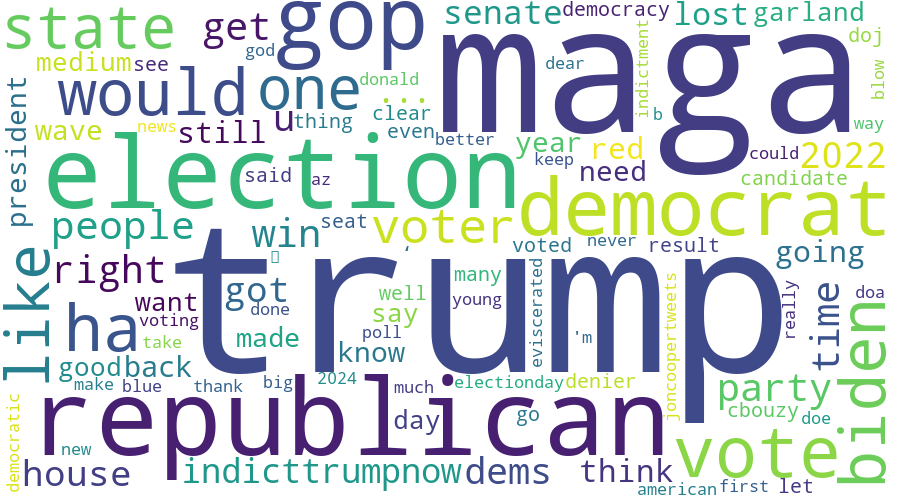 state
get
gop
senate
democracy
lost
garland
god
maga
indictment
doj
medium
see
would
one
donald
...
dear
blow
president
wave
news
still
u
thing
clear
even
b
way
election
better
year
red
could
2022
said
az
keep
need
candidate
people
win
seat
voter
democrat
,
voted
never
result
going
like
right
trump
want
got
done
well
many
young
say
eviscerated
really
time
doa
ha
voting
take
made
poll
know
'm
joncoopertweets
biden
good
back
make
blue
thank
big
2024
much
electionday
denier
party
democratic
republican
day
go
cbouzy
doe
new
house
indicttrumpnow
dems
think
vote
american
first
let